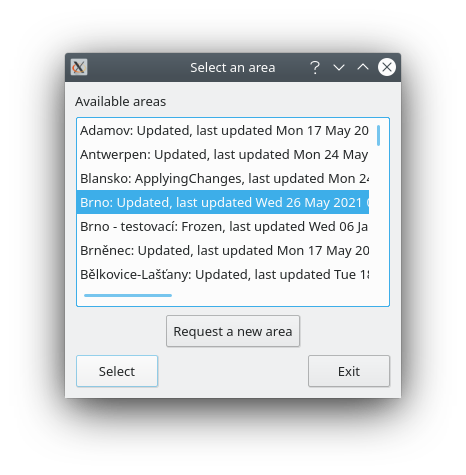 Select an area
Available areas
Adamov: Updated, last updated Mon 17 May 20
Antwerpen: Updated, last updated Mon 24 May
Blansko: ApplyingChanges, last updated Mon 24
Brno: Updated, last updated Wed 26 May 2021
Brno - testovací: Frozen, last updated Wed 06 Ja
Brněnec: Updated, last updated Mon 17 May 20
Bělkovice-Lašťany: Updated, last updated Tue 18
Request a new area
Select
Exit